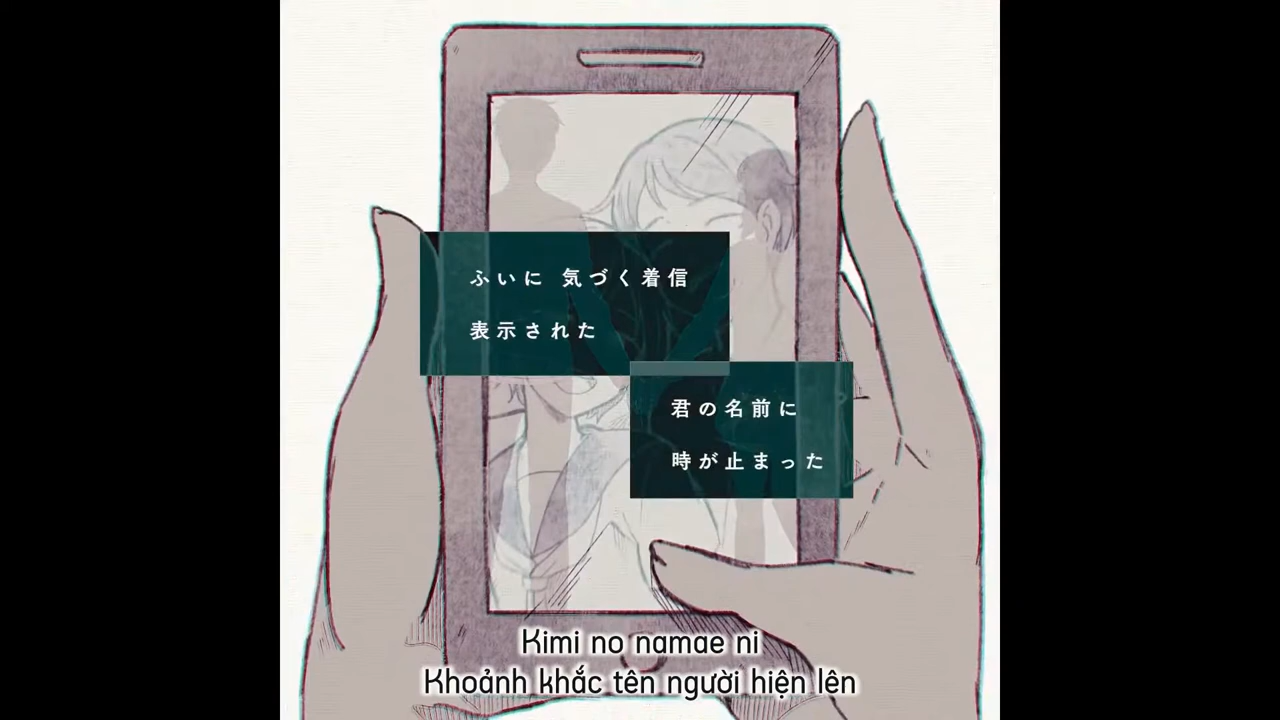 ふいに 気づく着信
表示された
君の名前に
時が止まった
Kimi no namae ni
Khoảnh khắc tên người hiện lên